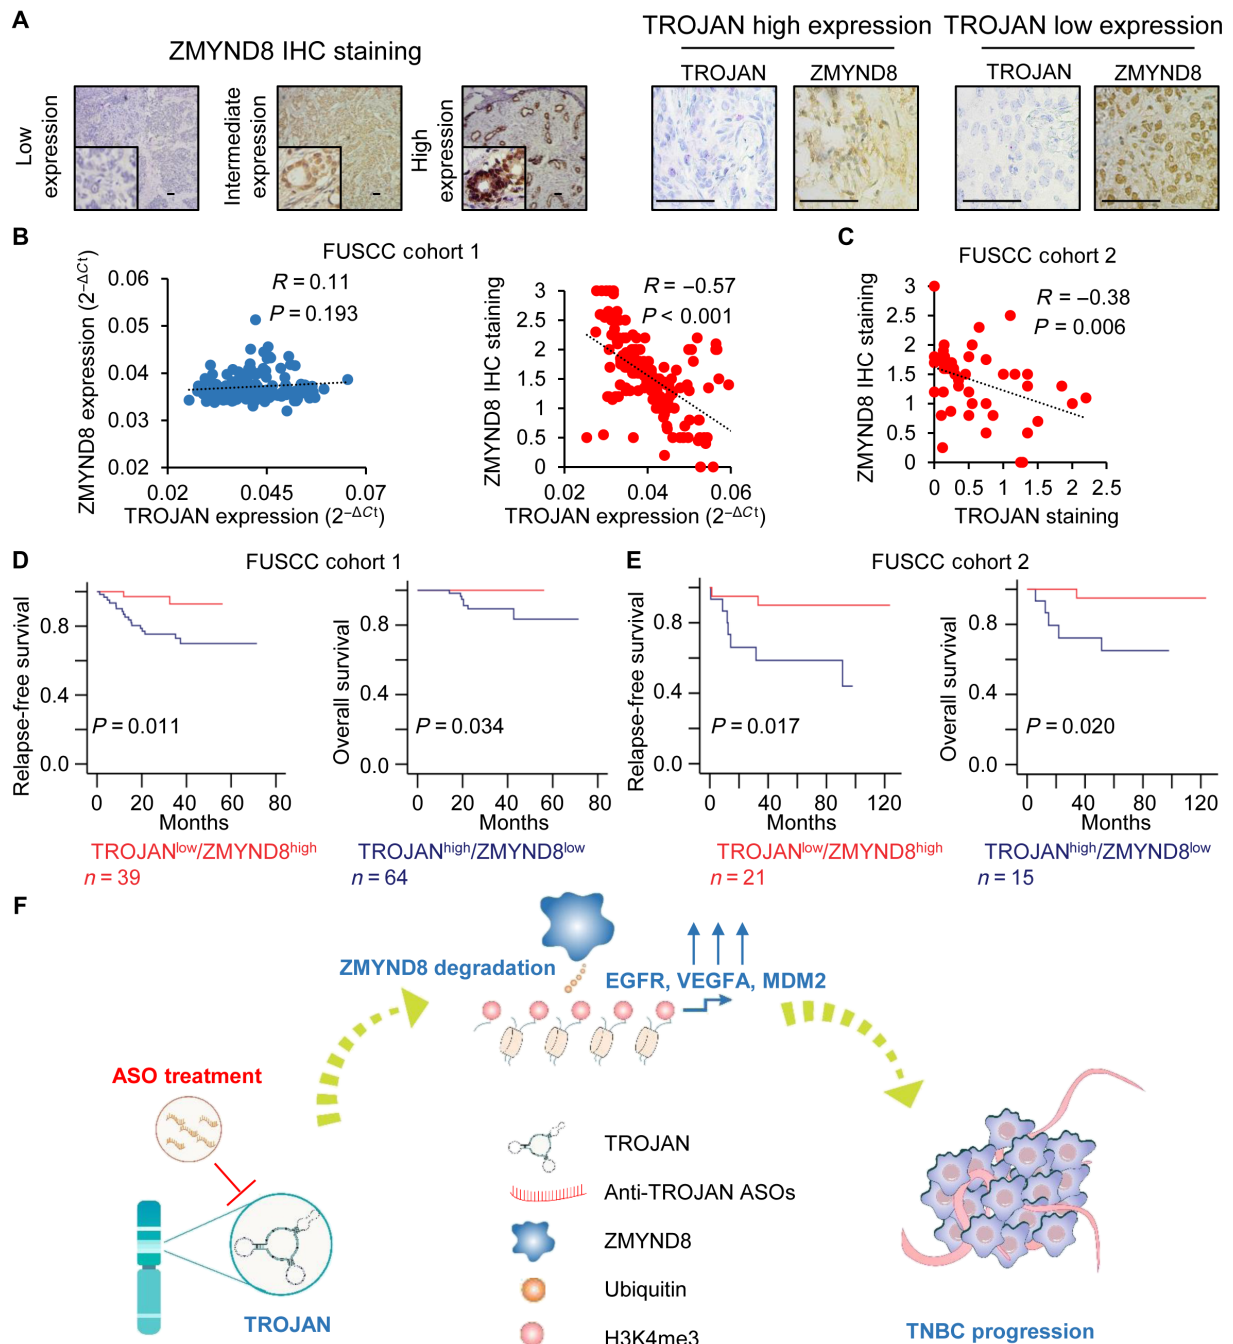 A
ZMYND8 IHC staining
TROJAN high expression
TROJAN low expression
TROJAN
ZMYND8
TROJAN
ZMYND8
Low
expression
Intermediate
expression
High
expression
B
FUSCC cohort 1
ZMYND8 expression (2−ΔCt)
0.06
0.05
0.04
0.03
0.02
R = 0.11
P = 0.193
0.02
0.045
0.07
TROJAN expression (2−ΔCt)
ZMYND8 IHC staining
3
2.5
2
1.5
1
0.5
0
R = −0.57
P < 0.001
0.02
0.04
0.06
TROJAN expression (2−ΔCt)
C
FUSCC cohort 2
ZMYND8 IHC staining
3
2.5
2
1.5
1
0.5
0
R = −0.38
P = 0.006
0 0.5 1 1.5 2 2.5
TROJAN staining
D
FUSCC cohort 1
Relapse-free survival
0.8
0.4
0.0
P = 0.011
0 20 40 60 80
Months
Overall survival
0.8
0.4
0.0
P = 0.034
0 20 40 60 80
Months
TROJANlow/ZMYND8high
n = 39
TROJANhigh/ZMYND8low
n = 64
E
FUSCC cohort 2
Relapse-free survival
0.8
0.4
0.0
P = 0.017
0 40 80 120
Months
Overall survival
0.8
0.4
0.0
P = 0.020
0 40 80 120
Months
TROJANlow/ZMYND8high
n = 21
TROJANhigh/ZMYND8low
n = 15
F
ZMYND8 degradation
EGFR, VEGFA, MDM2
ASO treatment
TROJAN
TROJAN
Anti-TROJAN ASOs
ZMYND8
Ubiquitin
H3K4me3
TNBC progression